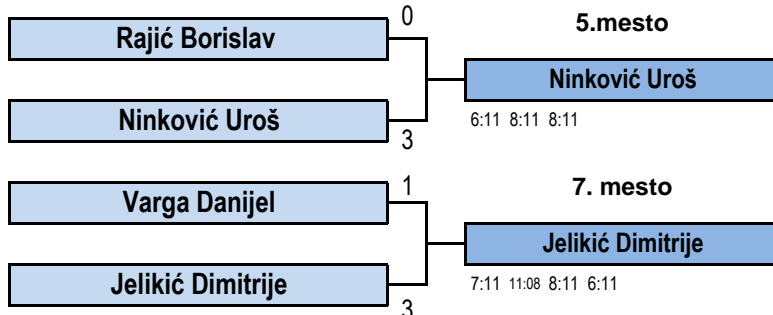 0
Rajić Borislav
5.mesto
Ninković Uroš
Ninković Uroš
6:11 8:11 8:11
3
1
Varga Danijel
7. mesto
Jelikić Dimitrije
Jelikić Dimitrije
7:11 11:08 8:11 6:11
3